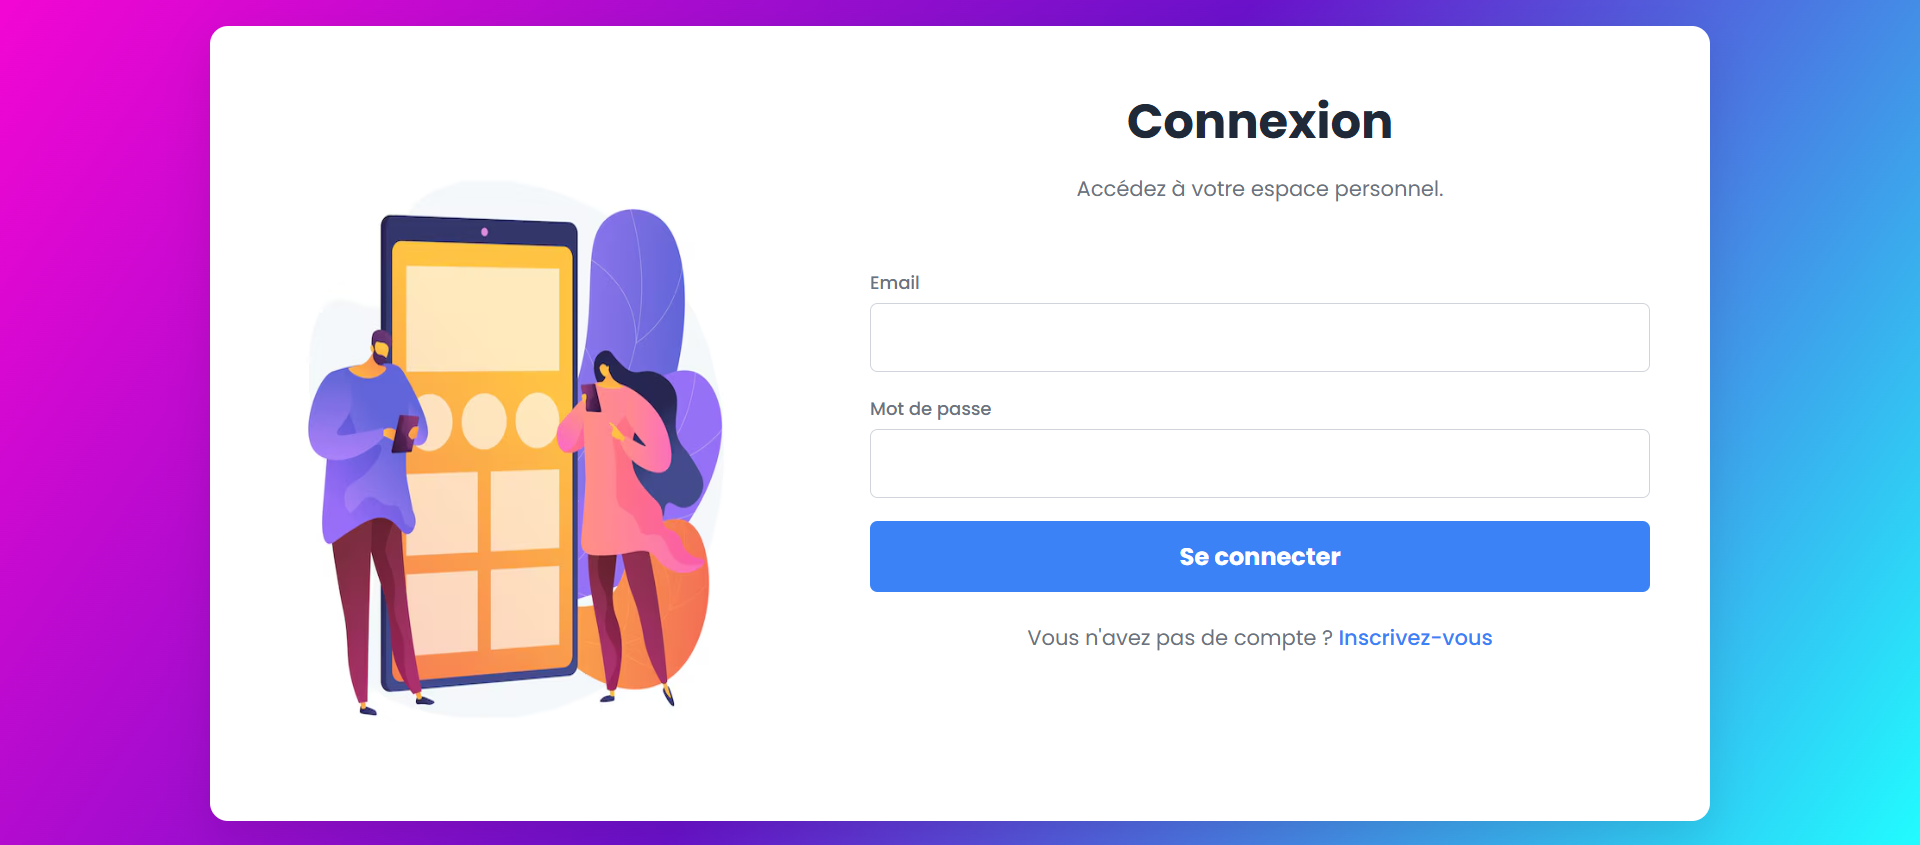 Connexion
Accédez à votre espace personnel.
Email
Mot de passe
Se connecter
Vous n'avez pas de compte ? Inscrivez-vous